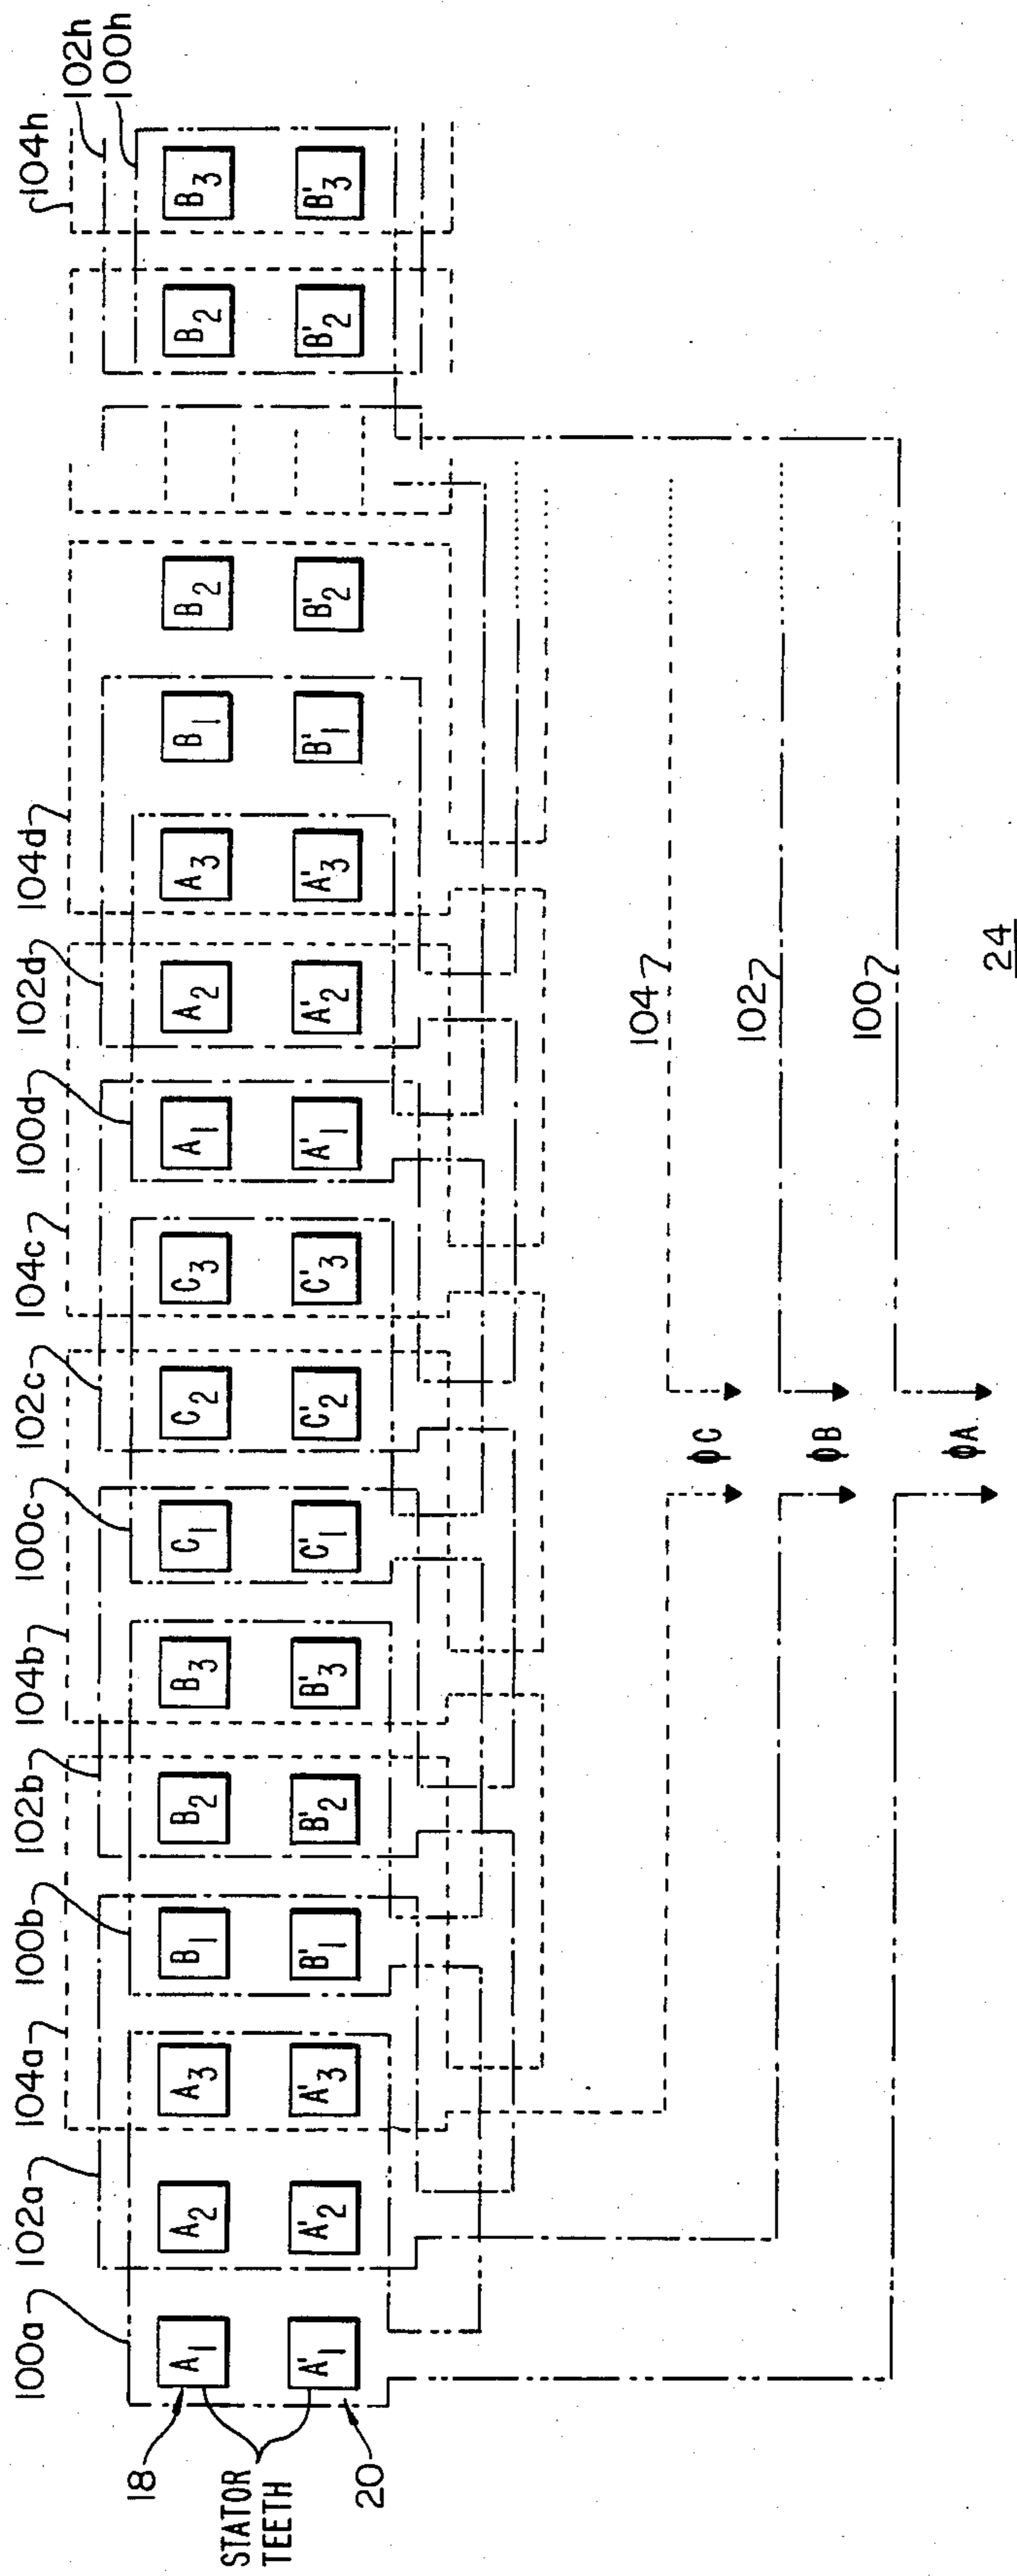 100a 102a 104a 100b 102b 104b 100c 102c 104c 100d 102d 104d 104h
102h
100h
18
A₁ A₂ A₃ B₁ B₂ B₃ C₁ C₂ C₃ A₁ A₂ A₃ B₁ B₂ B₂ B₃
STATOR
TEETH
A'₁ A'₂ A'₃ B'₁ B'₂ B'₃ C'₁ C'₂ C'₃ A'₁ A'₂ A'₃ B'₁ B'₂ B'₂ B'₃
20
104
ΦC
102
ΦB
100
ΦA
24